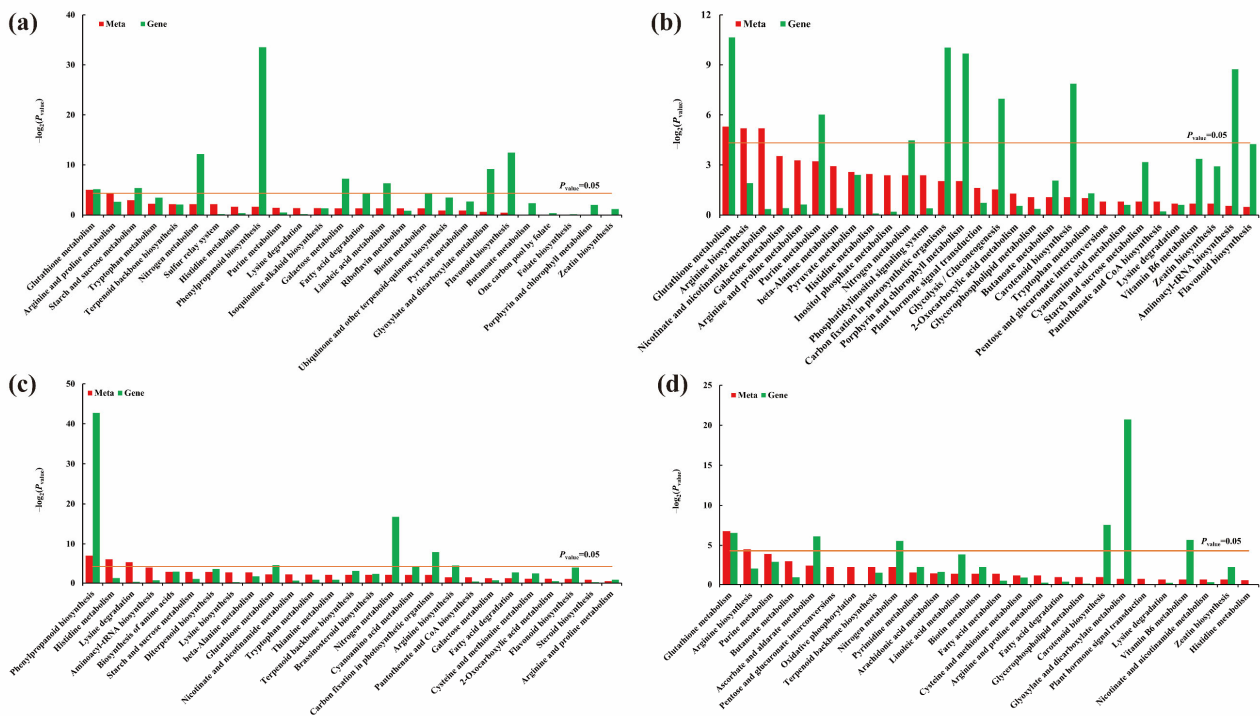 (a)
Meta
Gene
40
30
20
10
0
−log2(Pvalue)
Pvalue=0.05
Glutathione metabolism
Arginine and proline metabolism
Starch and sucrose metabolism
Tryptophan metabolism
Terpenoid backbone biosynthesis
Nitrogen metabolism
Sulfur relay system
Histidine metabolism
Phenylpropanoid biosynthesis
Purine metabolism
Lysine degradation
Isoquinoline alkaloid biosynthesis
Galactose metabolism
Fatty acid degradation
Linoleic acid metabolism
Riboflavin metabolism
Biotin metabolism
Ubiquinone and other terpenoid-quinone biosynthesis
Pyruvate metabolism
Glyoxylate and dicarboxylate metabolism
Flavonoid biosynthesis
Butanoate metabolism
One carbon pool by folate
Folate biosynthesis
Porphyrin and chlorophyll metabolism
Zeatin biosynthesis
(b)
Meta
Gene
12
9
6
3
0
−log2(Pvalue)
Pvalue=0.05
Glutathione metabolism
Arginine biosynthesis
Nicotinate and nicotinamide metabolism
Galactose metabolism
Purine metabolism
Arginine and proline metabolism
beta-Alanine metabolism
Pyruvate metabolism
Histidine metabolism
Inositol phosphate metabolism
Nitrogen metabolism
Phosphatidylinositol signaling system
Carbon fixation in photosynthetic organisms
Porphyrin and chlorophyll metabolism
Plant hormone signal transduction
Glycolysis / Gluconeogenesis
2-Oxocarboxylic acid metabolism
Glycerophospholipid metabolism
Butanoate metabolism
Carotenoid biosynthesis
Tryptophan metabolism
Pentose and glucuronate interconversions
Cyanoamino acid metabolism
Starch and sucrose metabolism
Pantothenate and CoA biosynthesis
Lysine degradation
Vitamin B6 metabolism
Zeatin biosynthesis
Aminoacyl-tRNA biosynthesis
Flavonoid biosynthesis
(c)
Meta
Gene
50
40
30
20
10
0
−log2(Pvalue)
Pvalue=0.05
Phenylpropanoid biosynthesis
Histidine metabolism
Lysine degradation
Aminoacyl-tRNA biosynthesis
Biosynthesis of amino acids
Starch and sucrose metabolism
Diterpenoid biosynthesis
Lysine biosynthesis
beta-Alanine metabolism
Glutathione metabolism
Nicotinate and nicotinamide metabolism
Tryptophan metabolism
Thiamine metabolism
Terpenoid backbone biosynthesis
Brassinosteroid biosynthesis
Nitrogen metabolism
Cyanoamino acid metabolism
Carbon fixation in photosynthetic organisms
Arginine biosynthesis
Pantothenate and CoA biosynthesis
Galactose metabolism
Fatty acid degradation
Cysteine and methionine metabolism
2-Oxocarboxylic acid metabolism
Flavonoid biosynthesis
Steroid biosynthesis
Arginine and proline metabolism
(d)
Meta
Gene
25
20
15
10
5
0
−log2(Pvalue)
Pvalue=0.05
Glutathione metabolism
Arginine biosynthesis
Purine metabolism
Butanoate metabolism
Ascorbate and aldarate metabolism
Pentose and glucuronate interconversions
Oxidative phosphorylation
Terpenoid backbone biosynthesis
Nitrogen metabolism
Pyrimidine metabolism
Arachidonic acid metabolism
Linoleic acid metabolism
Biotin metabolism
Fatty acid metabolism
Cysteine and methionine metabolism
Arginine and proline metabolism
Fatty acid degradation
Glycerophospholipid metabolism
Carotenoid biosynthesis
Glyoxylate and dicarboxylate metabolism
Plant hormone signal transduction
Lysine degradation
Vitamin B6 metabolism
Nicotinate and nicotinamide metabolism
Zeatin biosynthesis
Histidine metabolism